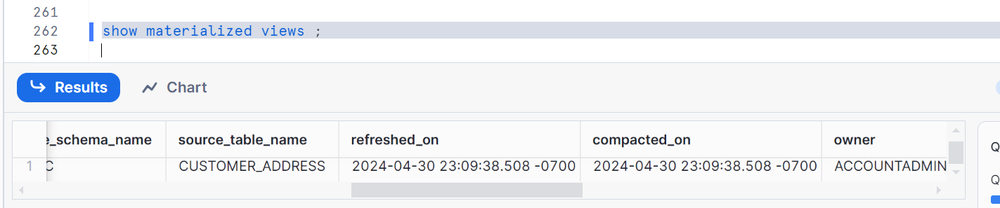 261
262 show materialized views ;
263
Results Chart
e_schema_name source_table_name refreshed_on compacted_on owner
1 C CUSTOMER_ADDRESS 2024-04-30 23:09:38.508 -0700 2024-04-30 23:09:38.508 -0700 ACCOUNTADMIN
Q
Q